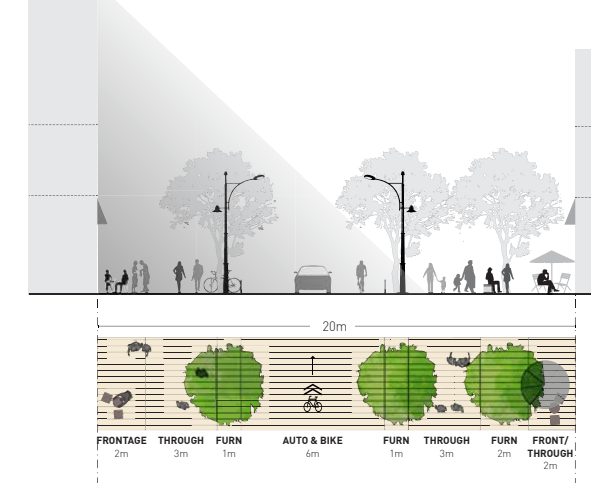 20m
FRONTAGE THROUGH FURN AUTO & BIKE FURN THROUGH FURN FRONT/
THROUGH
2m 3m 1m 6m 1m 3m 2m 2m